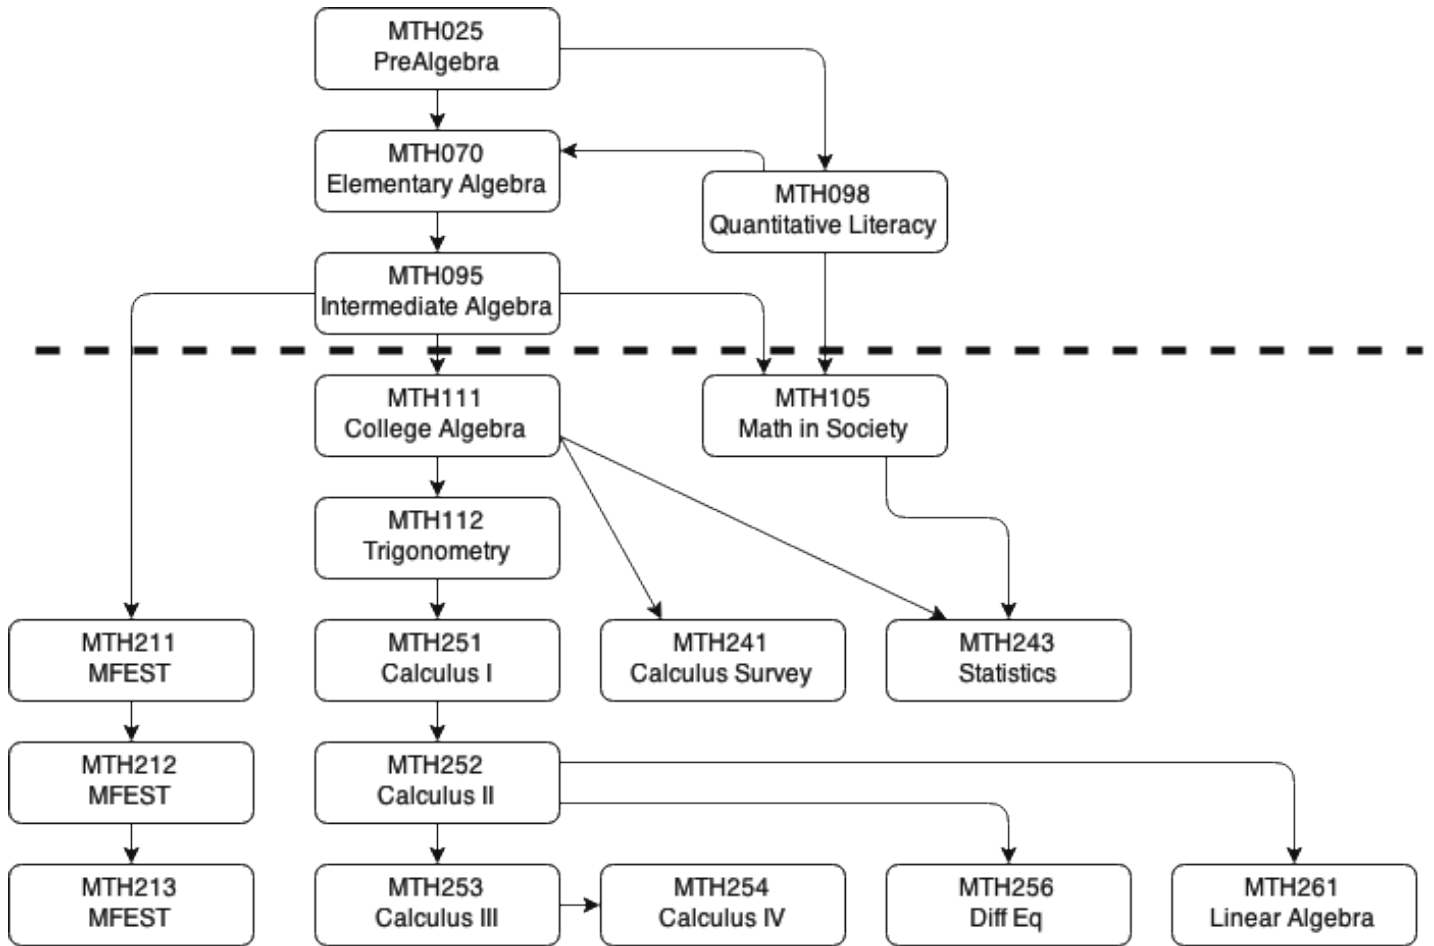 MTH025
PreAlgebra
MTH070
Elementary Algebra
MTH098
Quantitative Literacy
MTH095
Intermediate Algebra
MTH111
College Algebra
MTH105
Math in Society
MTH112
Trigonometry
MTH211
MFEST
MTH251
Calculus I
MTH241
Calculus Survey
MTH243
Statistics
MTH212
MFEST
MTH252
Calculus II
MTH213
MFEST
MTH253
Calculus III
MTH254
Calculus IV
MTH256
Diff Eq
MTH261
Linear Algebra